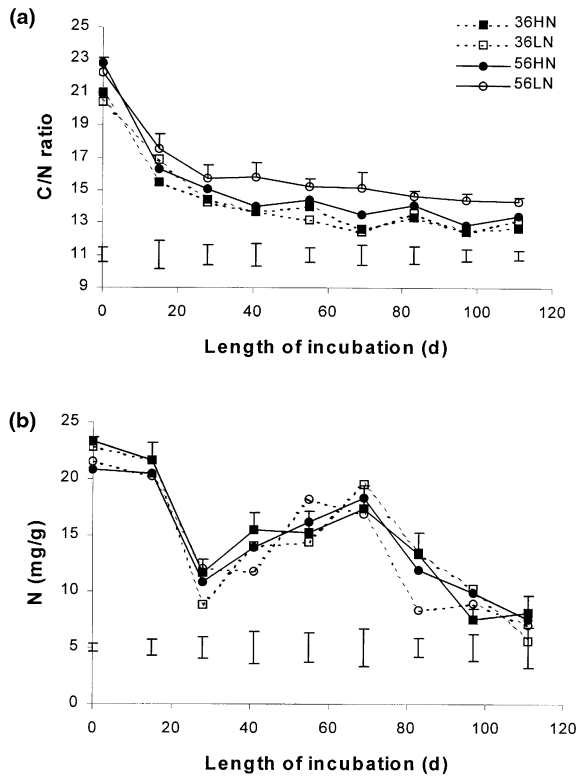 (a)
36HN
36LN
56HN
56LN
25
23
21
19
17
15
13
11
9
C/N ratio
0 20 40 60 80 100 120
Length of incubation (d)
(b)
25
20
15
10
5
0
N (mg/g)
0 20 40 60 80 100 120
Length of incubation (d)